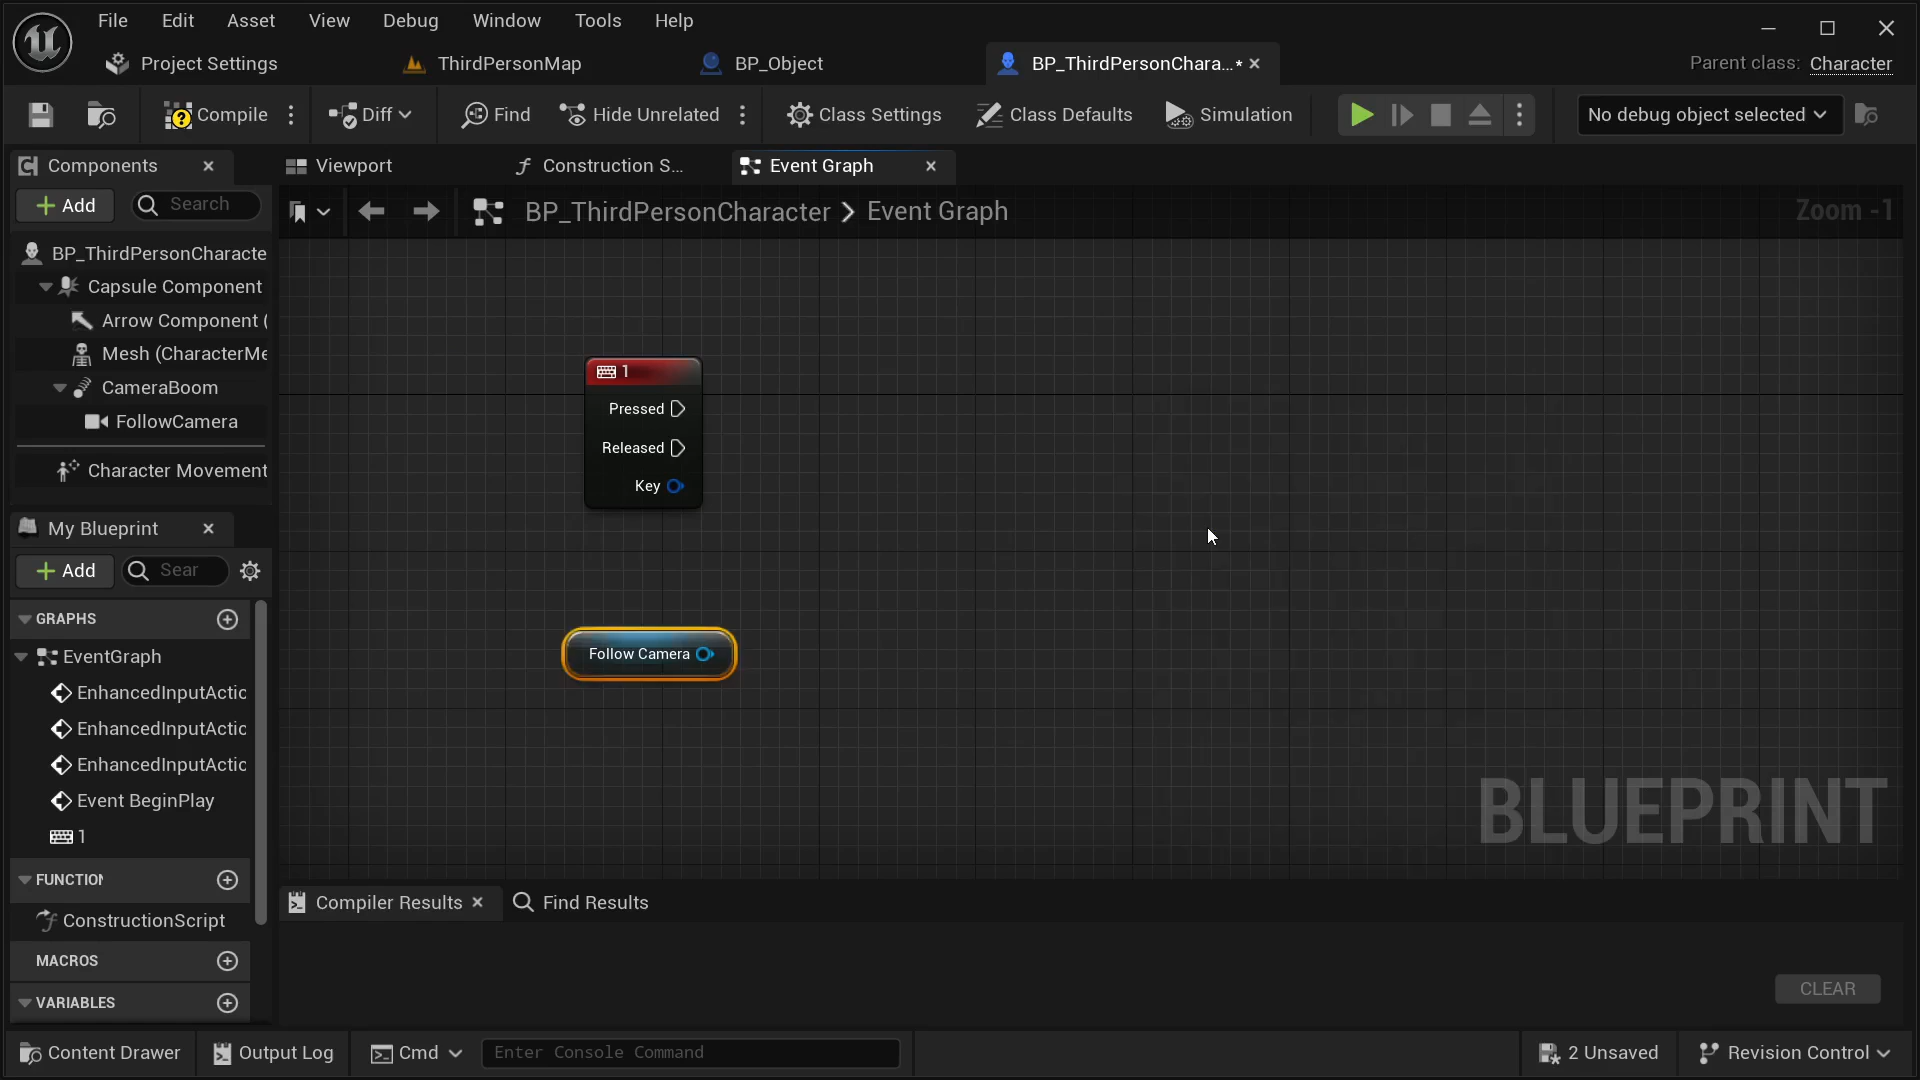 File Edit Asset View Debug Window Tools Help
Project Settings ThirdPersonMap BP_Object BP_ThirdPersonChara...* Parent class: Character
Compile Diff Find Hide Unrelated Class Settings Class Defaults Simulation No debug object selected
Components Viewport Construction S... Event Graph
Add Search
BP_ThirdPersonCharacter > Event Graph Zoom -1
BP_ThirdPersonCharacte
Capsule Component
Arrow Component (
Mesh (CharacterMe
CameraBoom
FollowCamera
Character Movement
1
Pressed
Released
Key
Follow Camera
My Blueprint
Add Sear
GRAPHS
EventGraph
EnhancedInputActio
EnhancedInputActio
EnhancedInputActio
Event BeginPlay
1
FUNCTION
ConstructionScript
MACROS
VARIABLES
BLUEPRINT
Compiler Results Find Results
CLEAR
Content Drawer Output Log Cmd Enter Console Command 2 Unsaved Revision Control